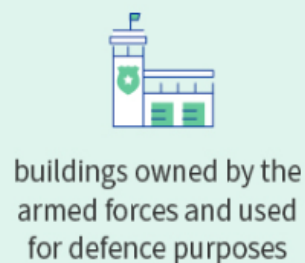 buildings owned by the
armed forces and used
for defence purposes